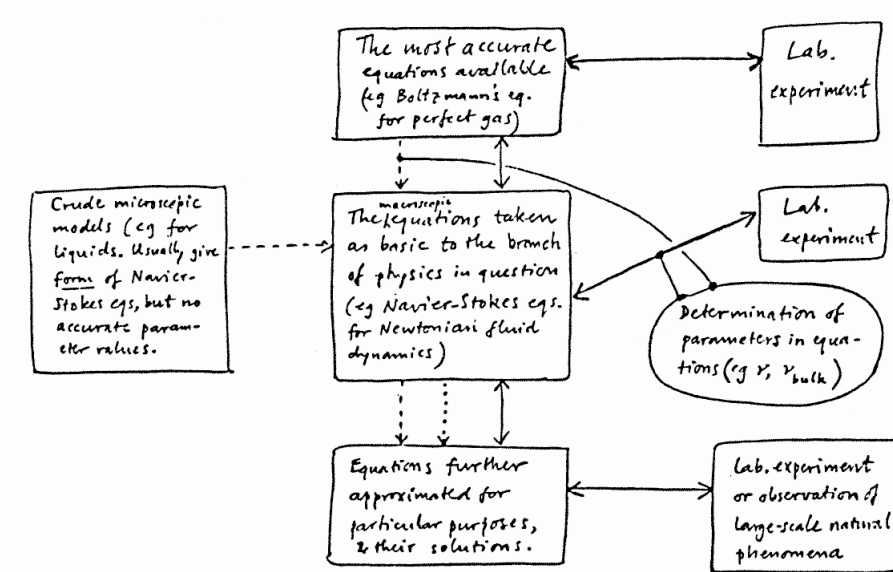 The most accurate
equations available
(eg Boltzmann's eq.
for perfect gas)
Lab.
experiment
Crude microscopic
models (eg for
liquids. Usually, give
form of Navier-
Stokes eqs, but no
accurate param-
eter values.
macroscopic
The equations taken
as basic to the branch
of physics in question
(eg Navier-Stokes eqs.
for Newtonian fluid
dynamics)
Lab.
experiment
Determination of
parameters in equa-
tions (eg ν, ν bulk)
Equations further
approximated for
particular purposes,
& their solutions.
Lab. experiment
or observation of
large-scale natural
phenomena